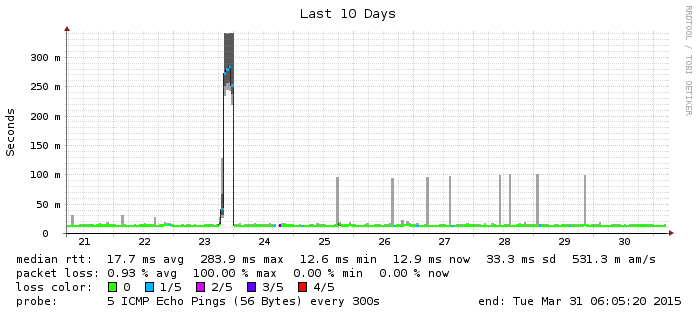 Last 10 Days
RRDTOOL / TOBI OETIKER
Seconds
300 m
250 m
200 m
150 m
100 m
50 m
0
21 22 23 24 25 26 27 28 29 30
median rtt: 17.7 ms avg 283.9 ms max 12.6 ms min 12.9 ms now 33.3 ms sd 531.3 m am/s
packet loss: 0.93 % avg 100.00 % max 0.00 % min 0.00 % now
loss color: 0 1/5 2/5 3/5 4/5
probe: 5 ICMP Echo Pings (56 Bytes) every 300s end: Tue Mar 31 06:05:20 2015